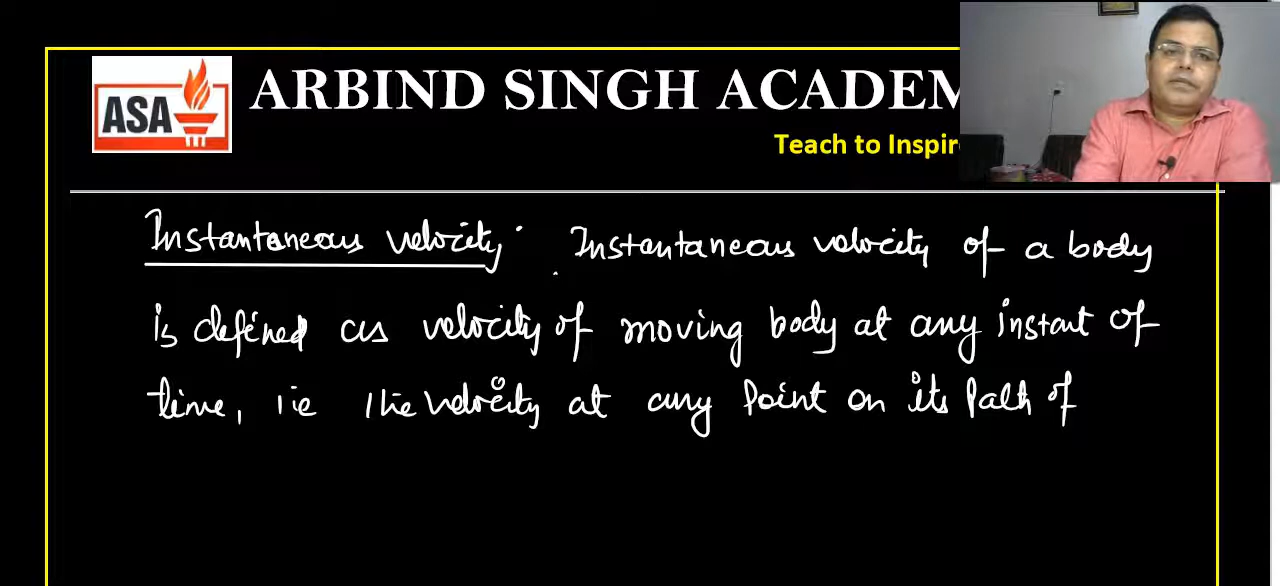 ASA
ARBIND SINGH ACADEM
Teach to Inspir
Instantaneous velocity: Instantaneous velocity of a body
is defined as velocity of moving body at any instant of
time, i.e the velocity at any point on its path of